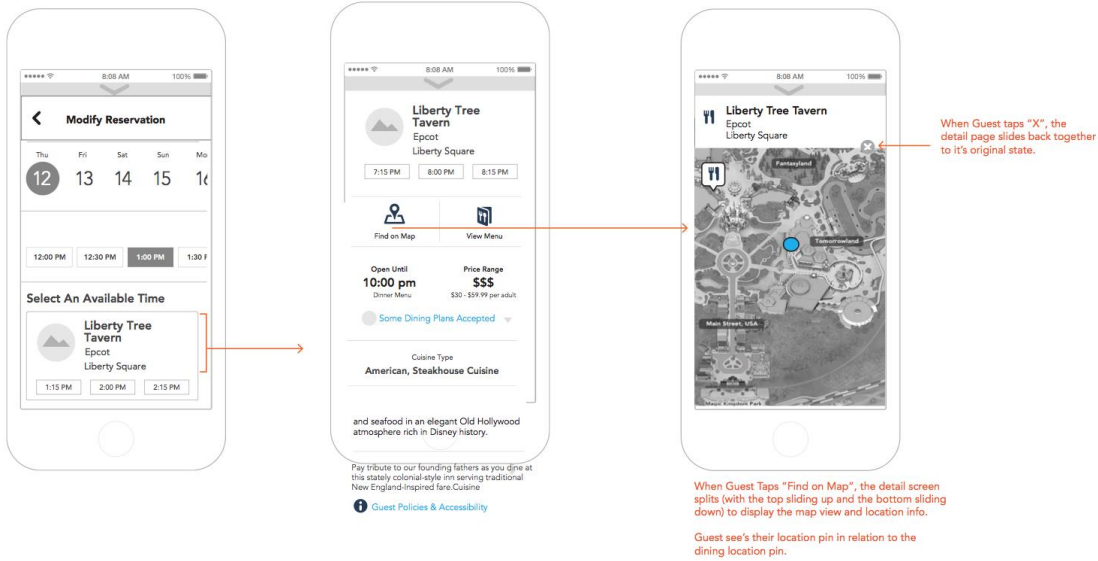 8:08 AM
100%
Modify Reservation
Thu Fri Sat Sun
12 13 14 15
12:00 PM 12:30 PM 1:00 PM
Select An Available Time
Liberty Tree
Tavern
Epcot
Liberty Square
1:15 PM 2:00 PM 2:15 PM
8:08 AM
100%
Liberty Tree
Tavern
Epcot
Liberty Square
7:15 PM 8:00 PM 8:15 PM
Find on Map View Menu
Open Until Price Range
10:00 pm $$$
Dinner Menu $30 - $59.99 per adult
Some Dining Plans Accepted
Cuisine Type
American, Steakhouse Cuisine
and seafood in an elegant Old Hollywood
atmosphere rich in Disney history.
Pay tribute to our founding fathers as you dine at
this stately colonial-style inn serving traditional
New England-Inspired fare.Cuisine
Guest Policies & Accessibility
8:08 AM
100%
Liberty Tree Tavern
Epcot
Liberty Square
Fantasyland
Tomorrowland
Main Street, USA
Magic Kingdom Park
When Guest taps "X", the
detail page slides back together
to it's original state.
When Guest Taps "Find on Map", the detail screen
splits (with the top sliding up and the bottom sliding
down) to display the map view and location info.
Guest see's their location pin in relation to the
dining location pin.